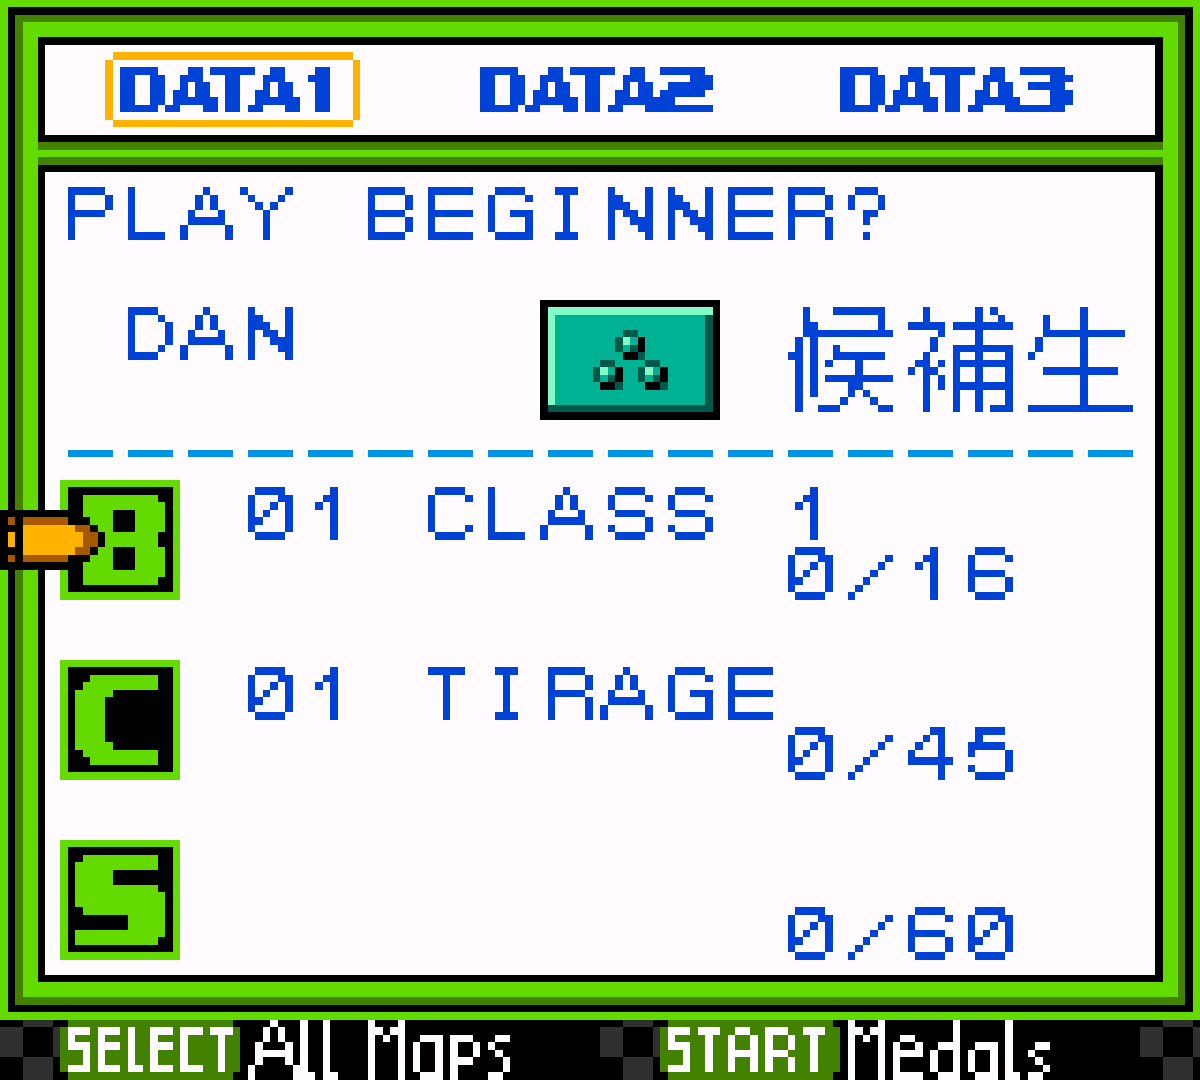 DATA1 DATA2 DATA3
PLAY BEGINNER?
DAN 候補生
B 01 CLASS 1
0/16
C 01 TIRAGE
0/45
S
0/60
SELECT All Maps START Medals